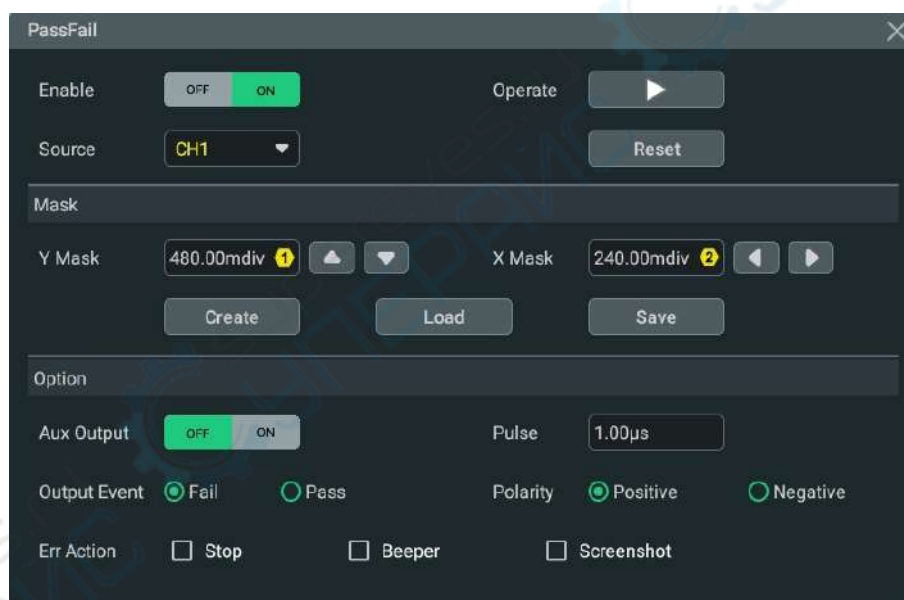 PassFail
Enable OFF ON Operate
Source CH1 Reset
Mask
Y Mask 480.00mdiv 1 X Mask 240.00mdiv 2
Create Load Save
Option
Aux Output OFF ON Pulse 1.00µs
Output Event Fail Pass Polarity Positive Negative
Err Action Stop Beeper Screenshot